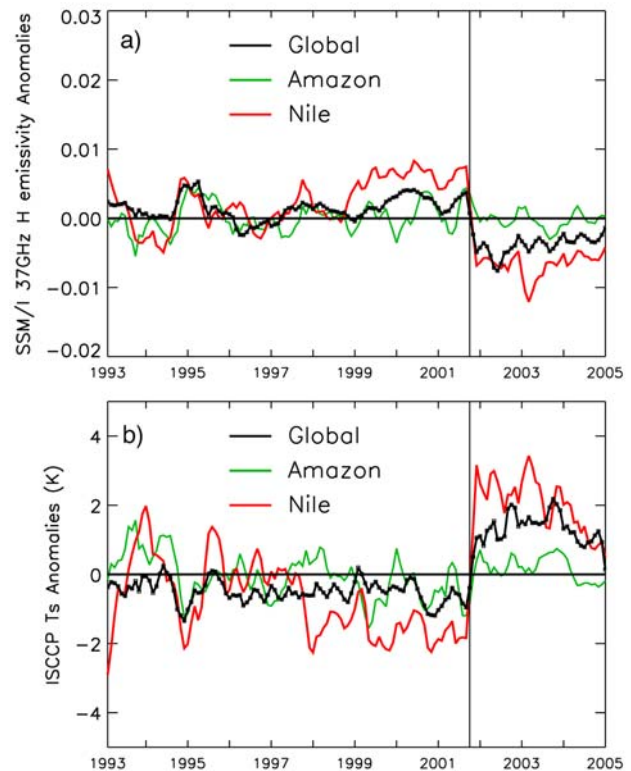 SSM/I 37GHz H emissivity Anomalies
a)
Global
Amazon
Nile
0.03
0.02
0.01
0.00
-0.01
-0.02
1993 1995 1997 1999 2001 2003 2005
ISCCP Ts Anomalies (K)
b)
Global
Amazon
Nile
4
2
0
-2
-4
1993 1995 1997 1999 2001 2003 2005